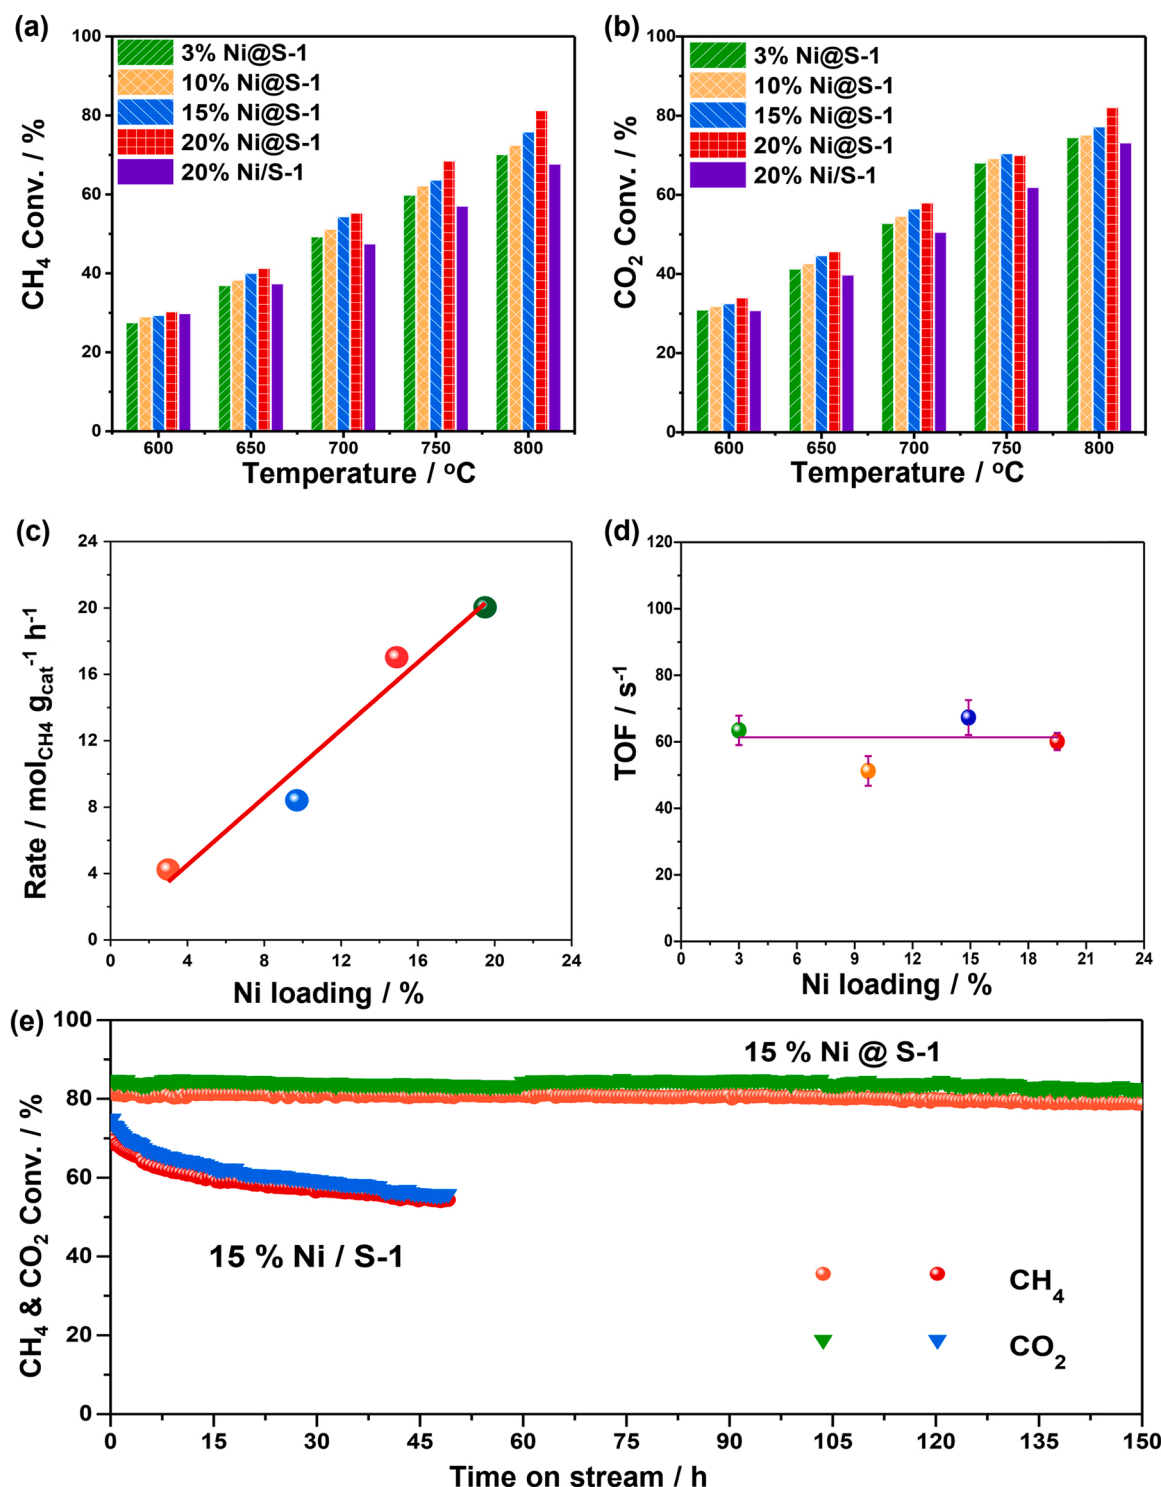 (a)
100
80
60
40
20
0
CH4 Conv. / %
3% Ni@S-1
10% Ni@S-1
15% Ni@S-1
20% Ni@S-1
20% Ni/S-1
600 650 700 750 800
Temperature / °C
(b)
100
80
60
40
20
0
CO2 Conv. / %
3% Ni@S-1
10% Ni@S-1
15% Ni@S-1
20% Ni@S-1
20% Ni/S-1
600 650 700 750 800
Temperature / °C
(c)
24
20
16
12
8
4
0
Rate / molCH4 gcat-1 h-1
0 4 8 12 16 20 24
Ni loading / %
(d)
120
100
80
60
40
20
0
TOF / s-1
0 3 6 9 12 15 18 21 24
Ni loading / %
(e)
100
80
60
40
20
0
CH4 & CO2 Conv. / %
15 % Ni @ S-1
15 % Ni / S-1
CH4
CO2
0 15 30 45 60 75 90 105 120 135 150
Time on stream / h